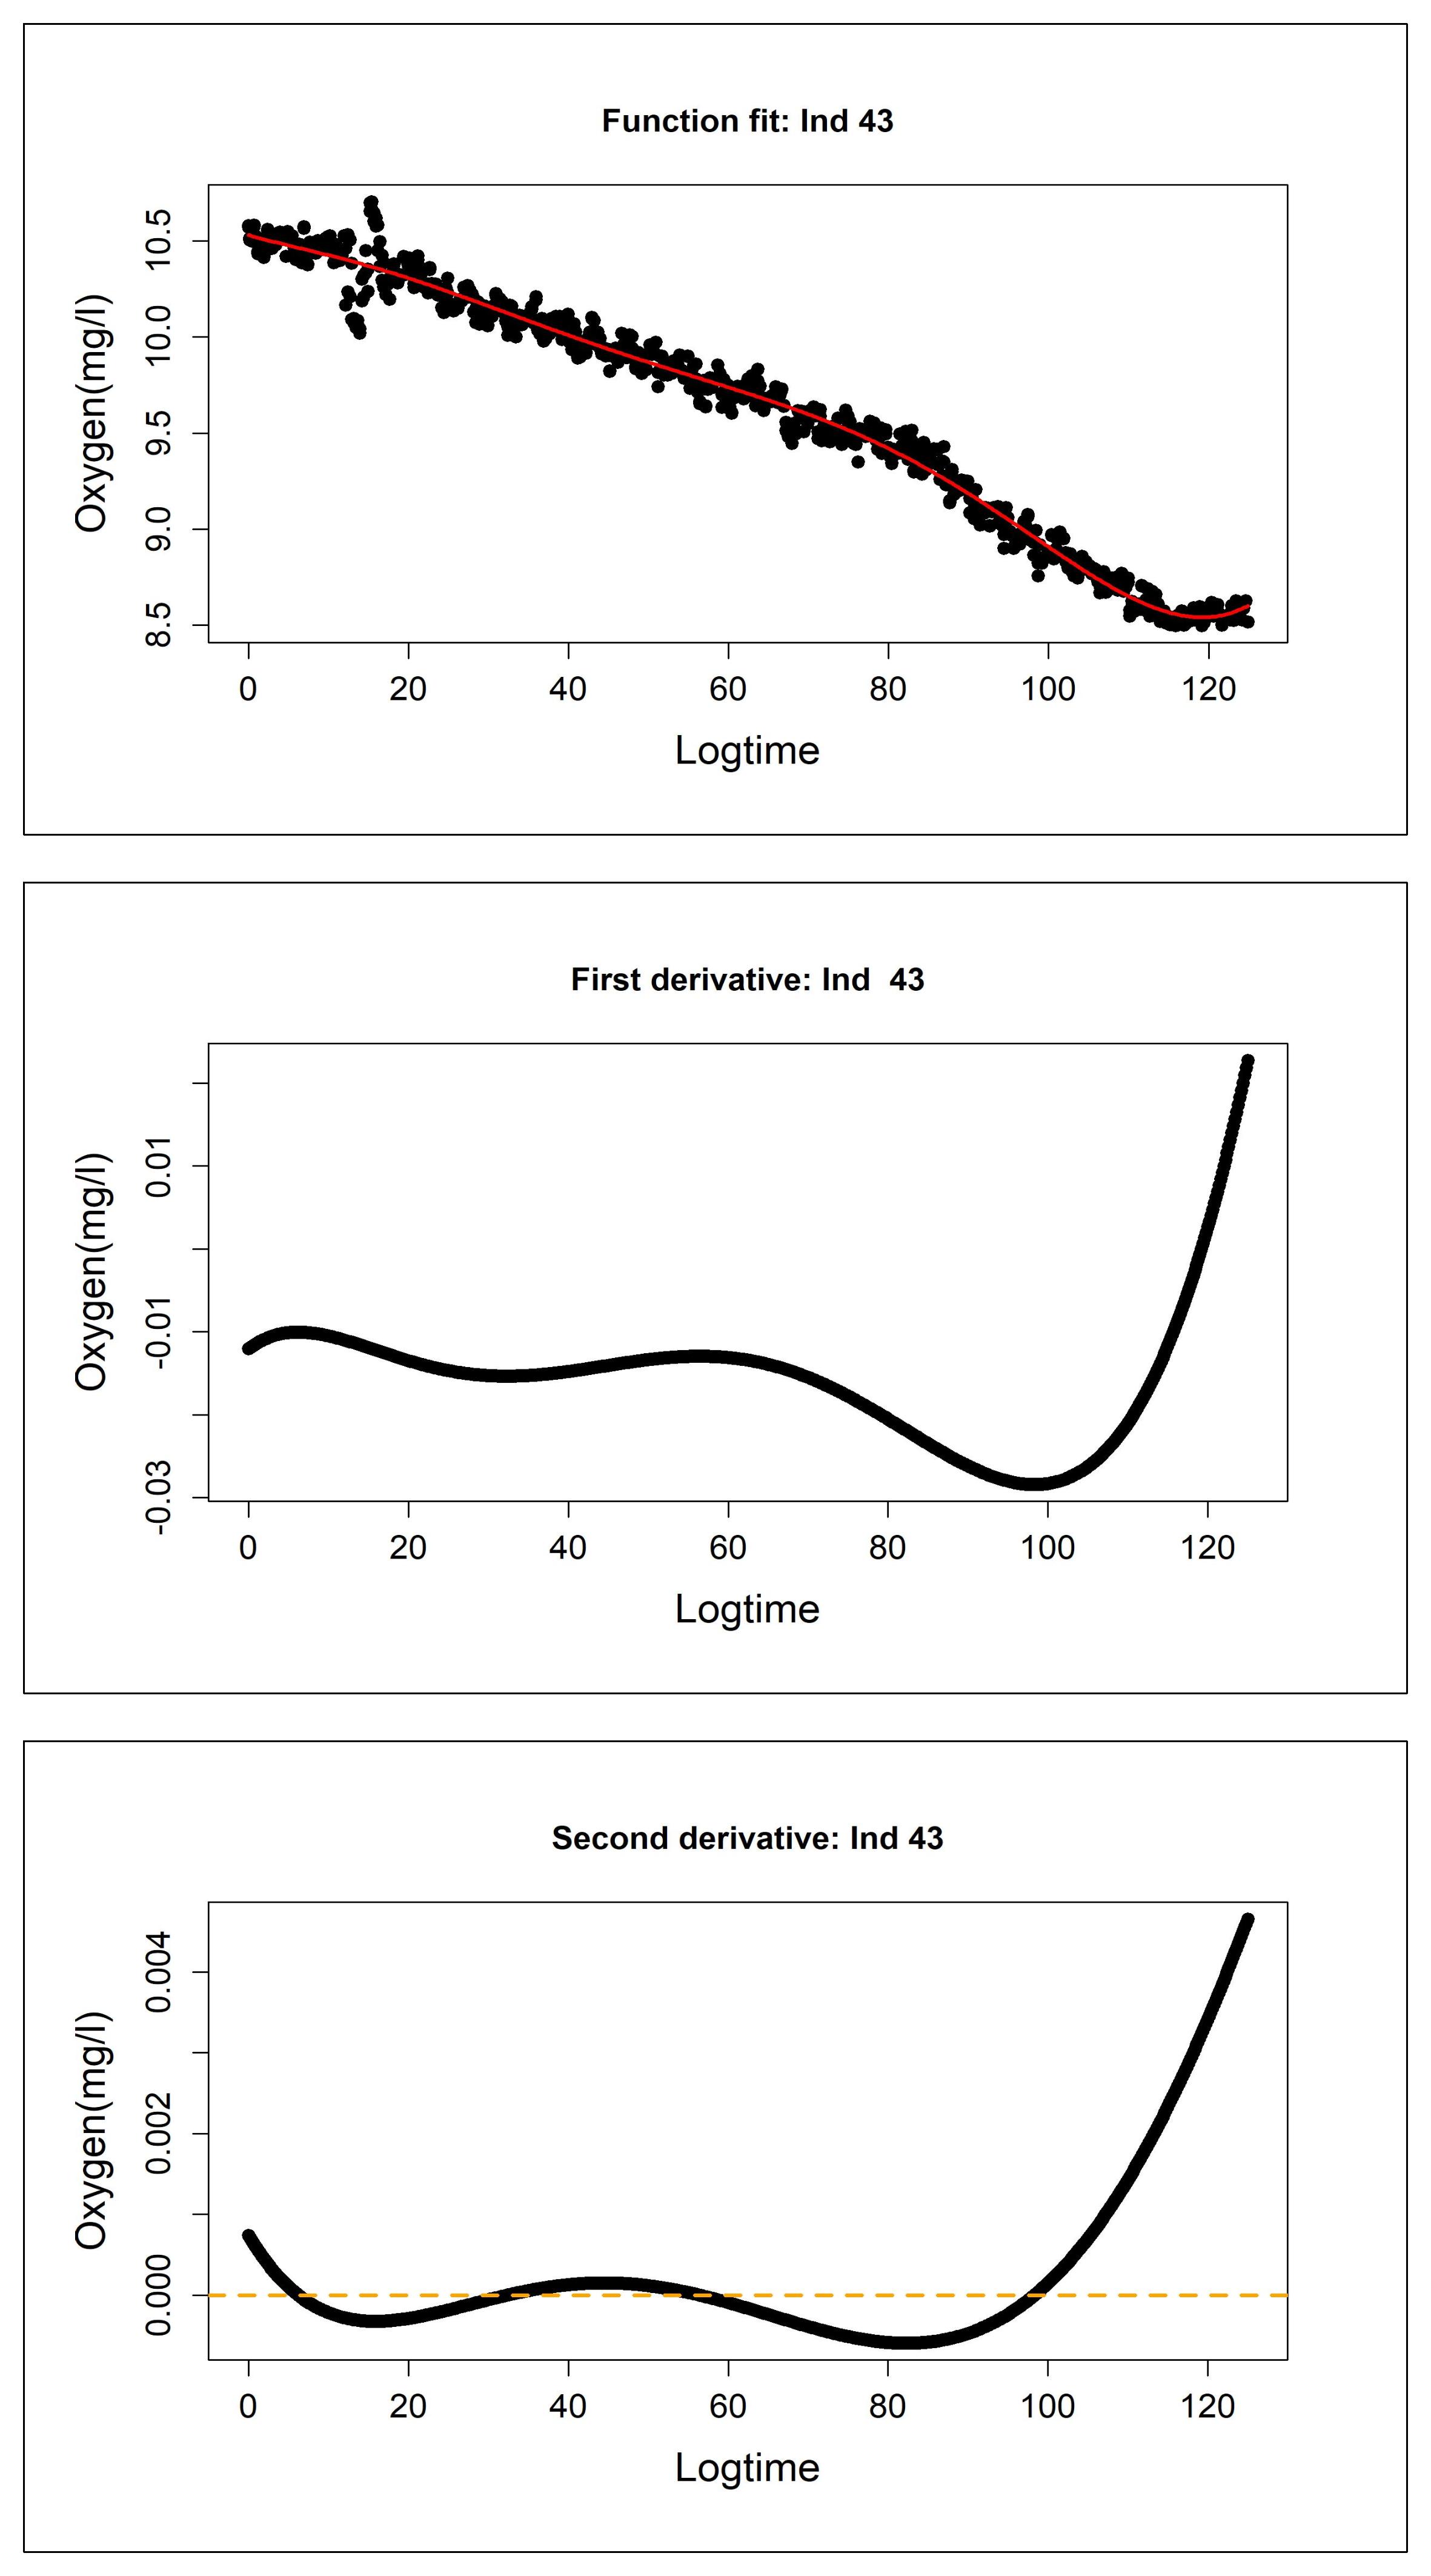 Function fit: Ind 43
Oxygen(mg/l)
10.5
10.0
9.5
9.0
8.5
0 20 40 60 80 100 120
Logtime
First derivative: Ind  43
Oxygen(mg/l)
0.01
-0.01
-0.03
0 20 40 60 80 100 120
Logtime
Second derivative: Ind 43
Oxygen(mg/l)
0.004
0.002
0.000
0 20 40 60 80 100 120
Logtime